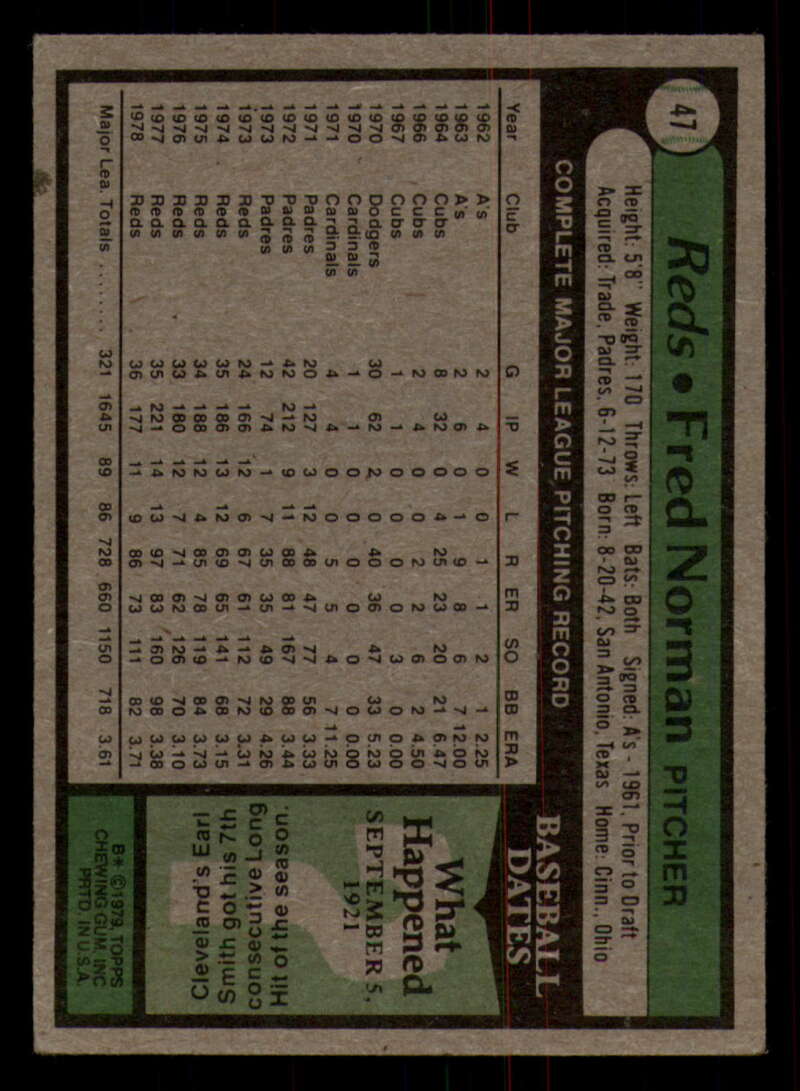 47
Reds • Fred Norman PITCHER
Height: 5'8" Weight: 170 Throws: Left Bats: Both Signed: A's - 1961, Prior to Draft
Acquired: Trade, Padres, 6-12-73 Born: 8-20-42, San Antonio, Texas Home: Cinn., Ohio
COMPLETE MAJOR LEAGUE PITCHING RECORD
Year Club G IP W L R ER SO BB ERA
1962 A's 2 4 0 0 1 1 2 1 2.25
1963 A's 2 6 0 1 9 8 6 7 12.00
1964 Cubs 8 32 0 4 25 23 20 21 6.47
1966 Cubs 2 4 0 0 2 2 6 2 4.50
1967 Cubs 1 1 0 0 0 0 3 0 0.00
1970 Dodgers 30 62 2 0 40 36 47 33 5.23
1970 Cardinals 1 1 0 0 0 0 0 0 0.00
1971 Cardinals 4 4 0 0 5 5 4 7 11.25
1971 Padres 20 127 3 12 48 47 77 56 3.33
1972 Padres 42 212 9 11 88 81 167 88 3.44
1973 Padres 12 74 1 7 35 35 49 29 4.26
1973 Reds 24 166 12 6 67 61 112 72 3.31
1974 Reds 35 186 13 12 69 65 141 68 3.15
1975 Reds 34 188 12 4 85 78 119 84 3.73
1976 Reds 33 180 12 7 71 62 126 70 3.10
1977 Reds 35 221 14 13 97 83 160 98 3.38
1978 Reds 36 177 11 9 86 73 111 82 3.71
Major Lea. Totals ........ 321 1645 89 86 728 660 1150 718 3.61
BASEBALL
DATES
What
Happened
SEPTEMBER 5,
1921
Cleveland's Earl
Smith got his 7th
consecutive Long
Hit of the season.
B* ©1979 TOPPS
CHEWING GUM, INC
PRTD. IN U.S.A.